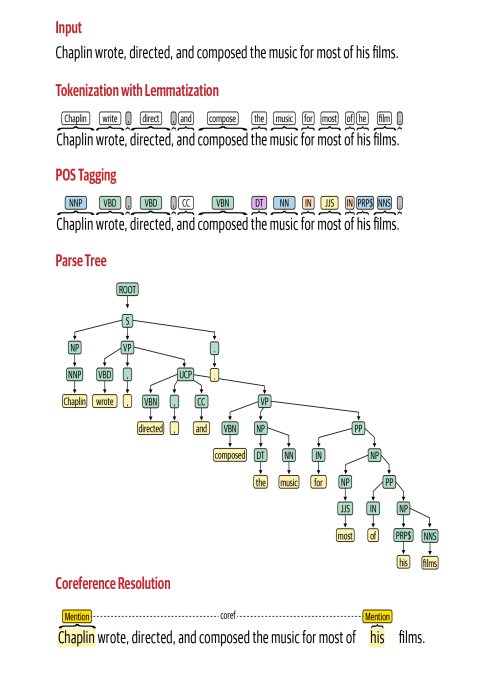 Input
Chaplin wrote, directed, and composed the music for most of his films.
Tokenization with Lemmatization
Chaplin write , direct , and compose the music for most of he film .
Chaplin wrote, directed, and composed the music for most of his films.
POS Tagging
NNP VBD , VBD , CC VBN DT NN IN JJS IN PRP$ NNS .
Chaplin wrote, directed, and composed the music for most of his films.
Parse Tree
ROOT
S
NP VP .
NNP VBD , UCP .
Chaplin wrote , VBN , CC VP
directed , and VBN NP PP
composed DT NN IN NP
the music for NP PP
JJS IN NP
most of PRP$ NNS
his films
Coreference Resolution
Mention coref Mention
Chaplin wrote, directed, and composed the music for most of his films.